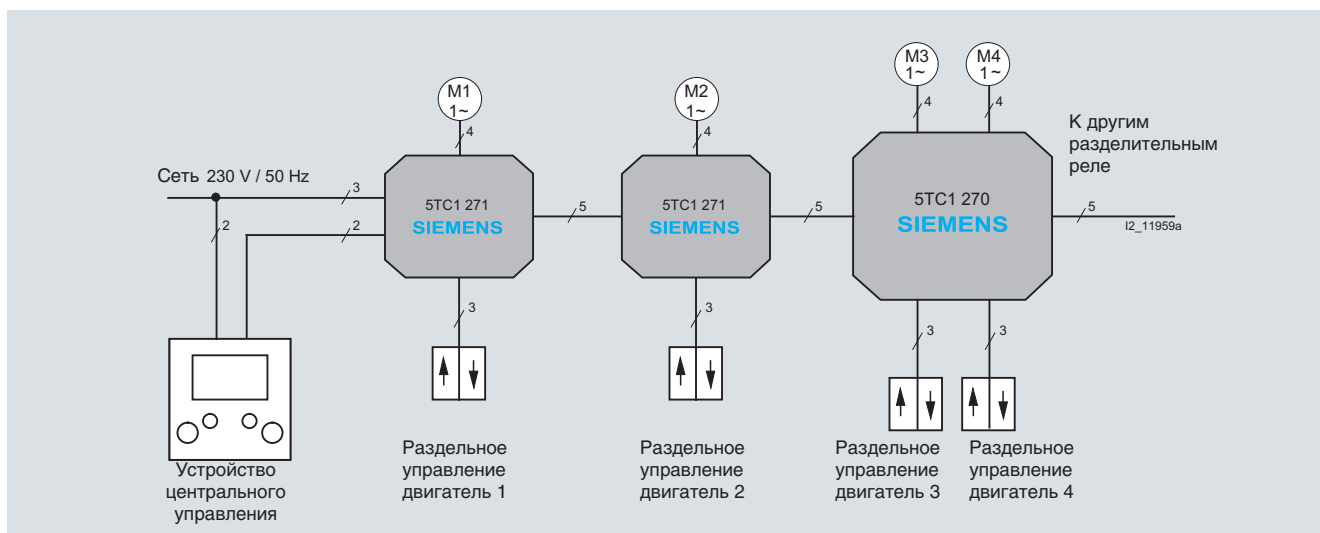 M1
1~
M2
1~
M3
1~
M4
1~
4
4
4
4
К другим
разделительным
реле
Сеть 230 V / 50 Hz
3
2
2
5TC1 271
SIEMENS
5
5TC1 271
SIEMENS
5
5TC1 270
SIEMENS
5
I2_11959a
3
3
3
3
Устройство
центрального
управления
Раздельное
управление
двигатель 1
Раздельное
управление
двигатель 2
Раздельное
управление
двигатель 3
Раздельное
управление
двигатель 4